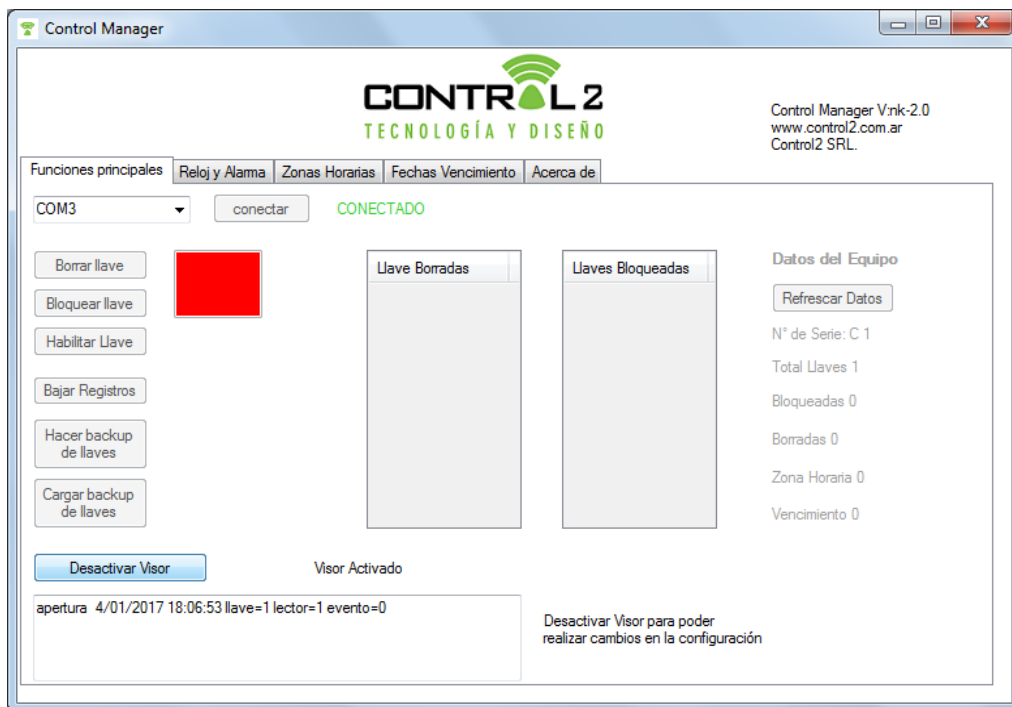 Control Manager
CONTROL 2
TECNOLOGÍA Y DISEÑO
Control Manager V:nk-2.0
www.control2.com.ar
Control2 SRL.
Funciones principales
Reloj y Alarma
Zonas Horarias
Fechas Vencimiento
Acerca de
COM3
conectar
CONECTADO
Borrar llave
Bloquear llave
Habilitar Llave
Bajar Registros
Hacer backup
de llaves
Cargar backup
de llaves
Llave Borradas
Llaves Bloqueadas
Datos del Equipo
Refrescar Datos
N° de Serie: C 1
Total Llaves 1
Bloqueadas 0
Borradas 0
Zona Horaria 0
Vencimiento 0
Desactivar Visor
Visor Activado
apertura 4/01/2017 18:06:53 llave=1 lector=1 evento=0
Desactivar Visor para poder
realizar cambios en la configuración